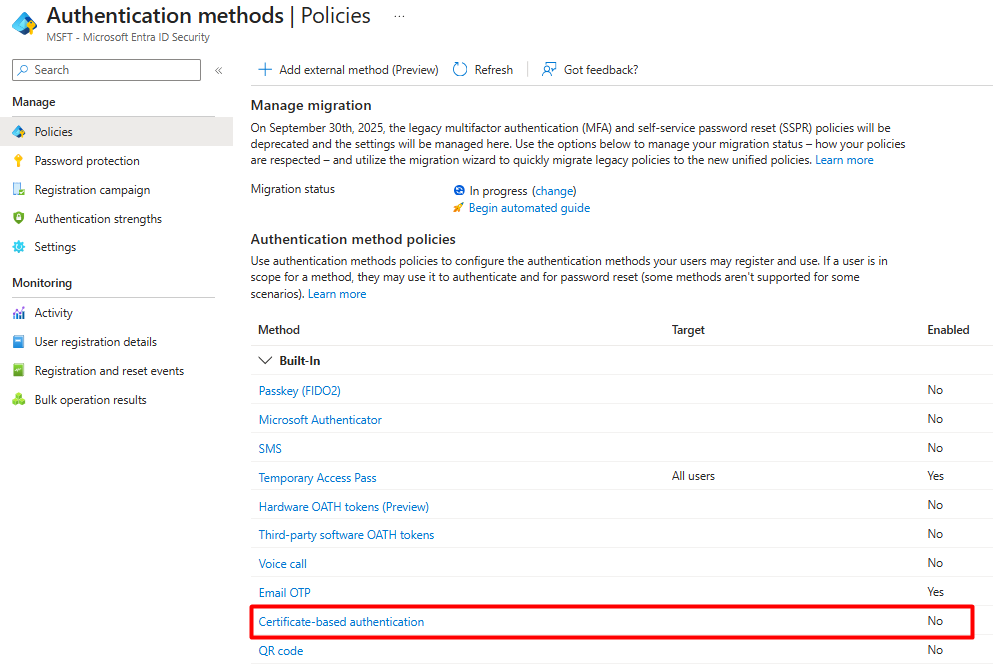 Authentication methods | Policies ...
MSFT - Microsoft Entra ID Security
Search
Manage
Policies
Password protection
Registration campaign
Authentication strengths
Settings
Monitoring
Activity
User registration details
Registration and reset events
Bulk operation results
Add external method (Preview) Refresh Got feedback?
Manage migration
On September 30th, 2025, the legacy multifactor authentication (MFA) and self-service password reset (SSPR) policies will be
deprecated and the settings will be managed here. Use the options below to manage your migration status – how your policies
are respected – and utilize the migration wizard to quickly migrate legacy policies to the new unified policies. Learn more
Migration status In progress (change)
Begin automated guide
Authentication method policies
Use authentication methods policies to configure the authentication methods your users may register and use. If a user is in
scope for a method, they may use it to authenticate and for password reset (some methods aren't supported for some
scenarios). Learn more
Method Target Enabled
Built-In
Passkey (FIDO2) No
Microsoft Authenticator No
SMS No
Temporary Access Pass All users Yes
Hardware OATH tokens (Preview) No
Third-party software OATH tokens No
Voice call No
Email OTP Yes
Certificate-based authentication No
QR code No